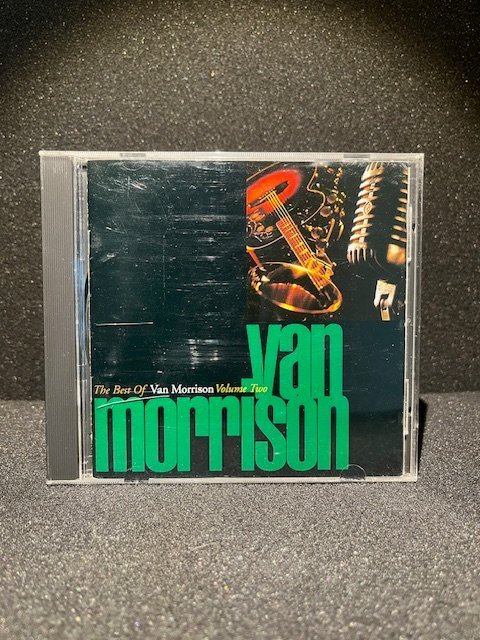 van
The Best Of Van Morrison Volume Two
morrison